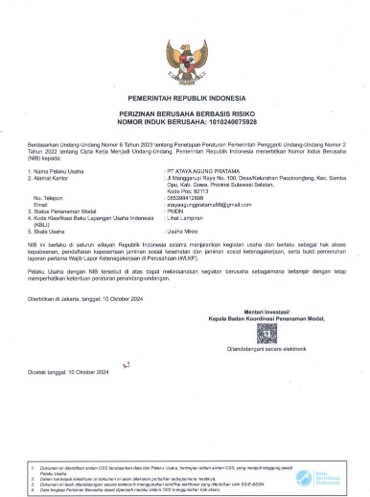 PEMERINTAH REPUBLIK INDONESIA
PERIZINAN BERUSAHA BERBASIS RISIKO
NOMOR INDUK BERUSAHA: 1010240075928
Berdasarkan Undang-Undang Nomor 6 Tahun 2023 tentang Penetapan Peraturan Pemerintah Pengganti Undang-Undang Nomor 2
Tahun 2022 tentang Cipta Kerja Menjadi Undang-Undang, Pemerintah Republik Indonesia menerbitkan Nomor Induk Berusaha
(NIB) kepada:
1. Nama Pelaku Usaha : PT ATAYA AGUNG PRATAMA
2. Alamat Kantor : Jl Manggarupi Raya No. 100, Desa/Kelurahan Paccinongang, Kec. Somba
Opu, Kab. Gowa, Provinsi Sulawesi Selatan,
Kode Pos: 92113
No. Telepon : 085398412899
Email : atayaagungpratama88@gmail.com
3. Status Penanaman Modal : PMDN
4. Kode Klasifikasi Baku Lapangan Usaha Indonesia : Lihat Lampiran
(KBLI)
5. Skala Usaha : Usaha Mikro
NIB ini berlaku di seluruh wilayah Republik Indonesia selama menjalankan kegiatan usaha dan berlaku sebagai hak akses
kepabeanan, pendaftaran kepesertaan jaminan sosial kesehatan dan jaminan sosial ketenagakerjaan, serta bukti pemenuhan
laporan pertama Wajib Lapor Ketenagakerjaan di Perusahaan (WLKP).
Pelaku Usaha dengan NIB tersebut di atas dapat melaksanakan kegiatan berusaha sebagaimana terlampir dengan tetap
memperhatikan ketentuan peraturan perundang-undangan.
Diterbitkan di Jakarta, tanggal: 10 Oktober 2024
Menteri Investasi/
Kepala Badan Koordinasi Penanaman Modal,
Ditandatangani secara elektronik
Dicetak tanggal: 10 Oktober 2024
1. Dokumen ini diterbitkan sistem OSS berdasarkan data dari Pelaku Usaha, tersimpan dalam sistem OSS, yang menjadi tanggung jawab
Pelaku Usaha.
2. Dalam hal terjadi kekeliruan isi dokumen ini akan dilakukan perbaikan sebagaimana mestinya.
3. Dokumen ini telah ditandatangani secara elektronik menggunakan sertifikat elektronik yang diterbitkan oleh BSrE-BSSN.
4. Data lengkap Perizinan Berusaha dapat diperoleh melalui sistem OSS menggunakan hak akses.
Balai
Sertifikasi
Elektronik